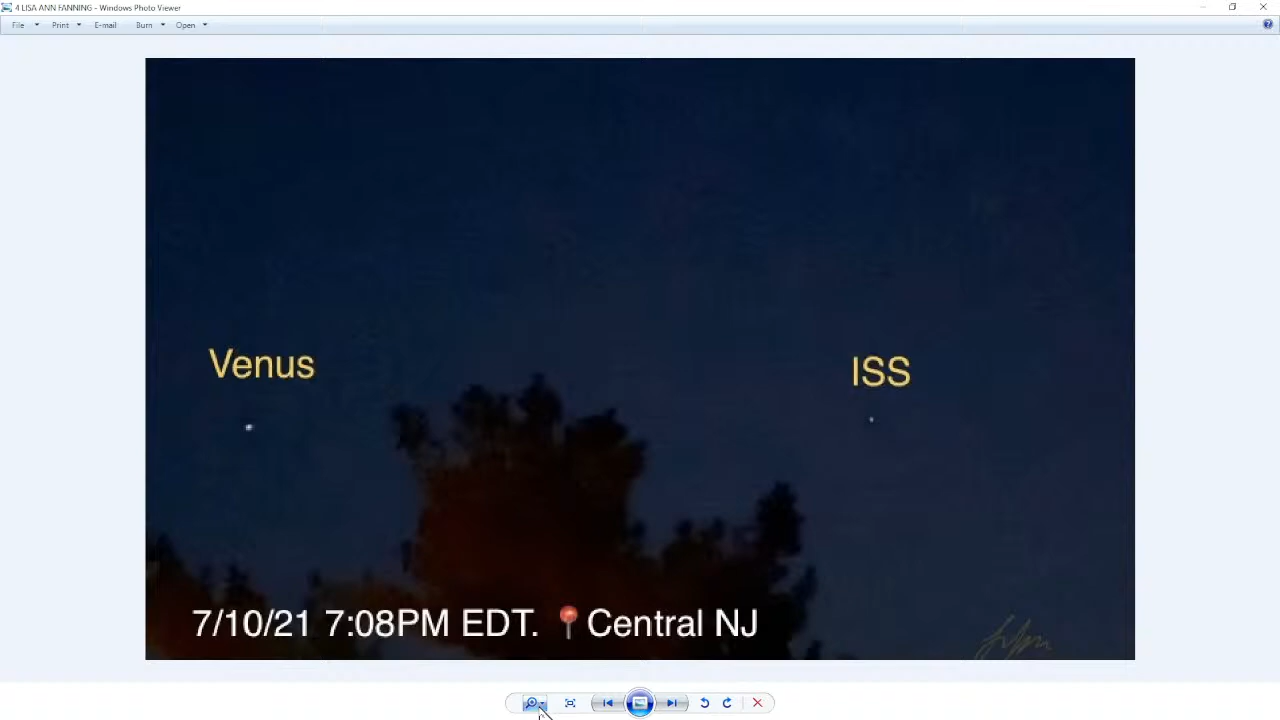 4 LISA ANN FANNING - Windows Photo Viewer
File Print E-mail Burn Open
Venus
ISS
7/10/21 7:08PM EDT. 📍Central NJ